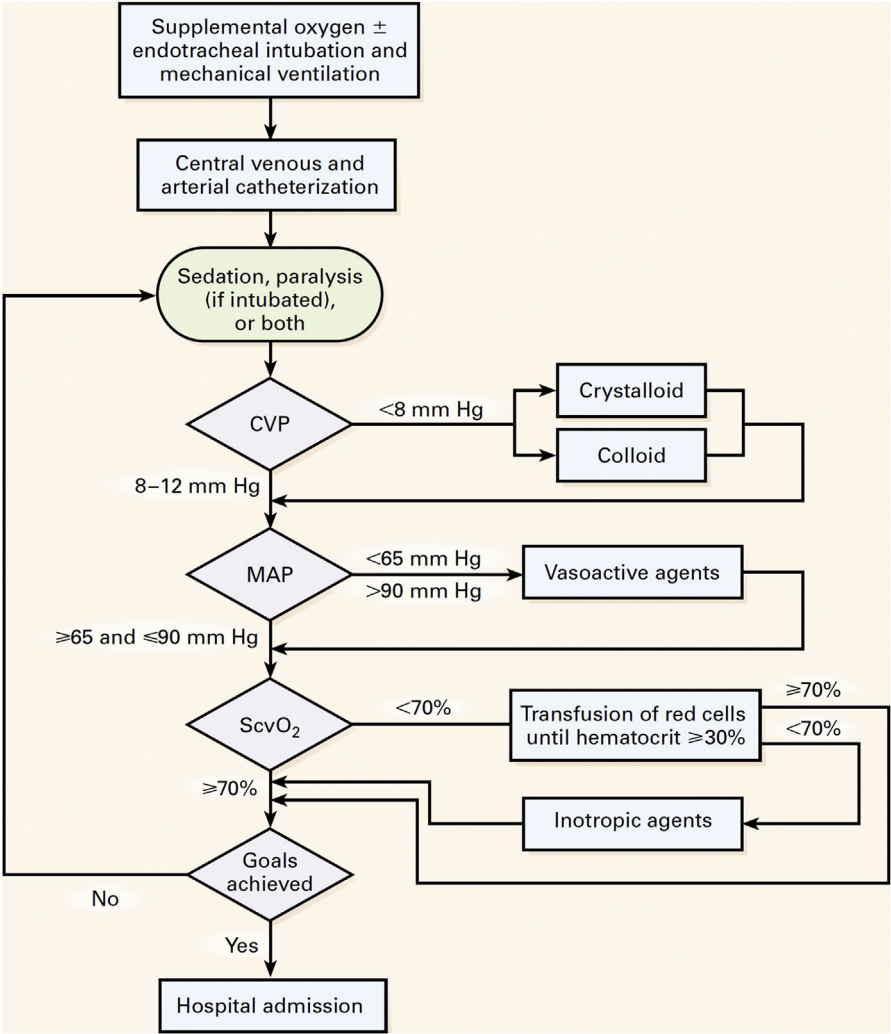 Supplemental oxygen ±
endotracheal intubation and
mechanical ventilation
Central venous and
arterial catheterization
Sedation, paralysis
(if intubated),
or both
CVP
<8 mm Hg
Crystalloid
Colloid
8–12 mm Hg
MAP
<65 mm Hg
>90 mm Hg
Vasoactive agents
⩾65 and ⩽90 mm Hg
ScvO₂
<70%
Transfusion of red cells
until hematocrit ⩾30%
⩾70%
<70%
⩾70%
Inotropic agents
Goals
achieved
No
Yes
Hospital admission